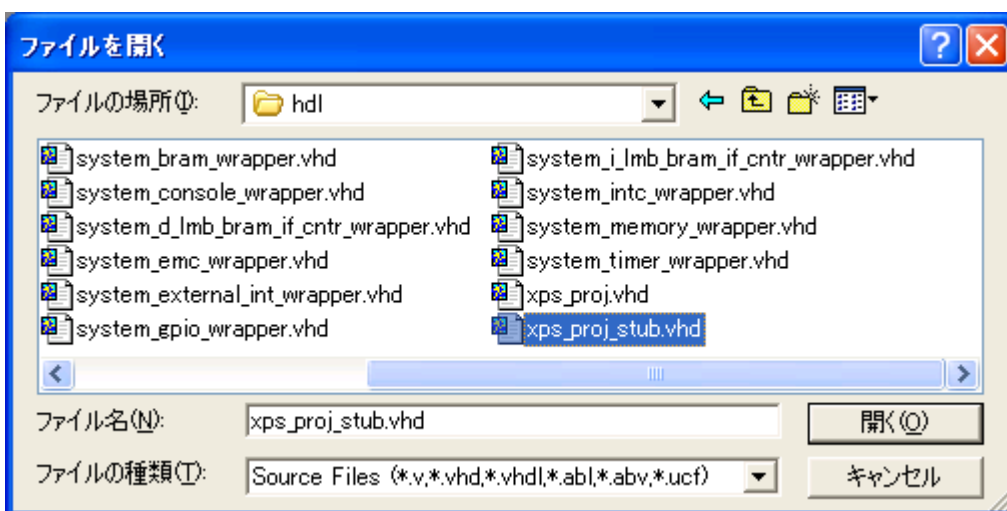 ファイルを開く
ファイルの場所(I):
hdl
system_bram_wrapper.vhd
system_console_wrapper.vhd
system_d_lmb_bram_if_cntr_wrapper.vhd
system_emc_wrapper.vhd
system_external_int_wrapper.vhd
system_gpio_wrapper.vhd
system_i_lmb_bram_if_cntr_wrapper.vhd
system_intc_wrapper.vhd
system_memory_wrapper.vhd
system_timer_wrapper.vhd
xps_proj.vhd
xps_proj_stub.vhd
ファイル名(N):
xps_proj_stub.vhd
開く(O)
ファイルの種類(T):
Source Files (*.v,*.vhd,*.vhdl,*.abl,*.abv,*.ucf)
キャンセル